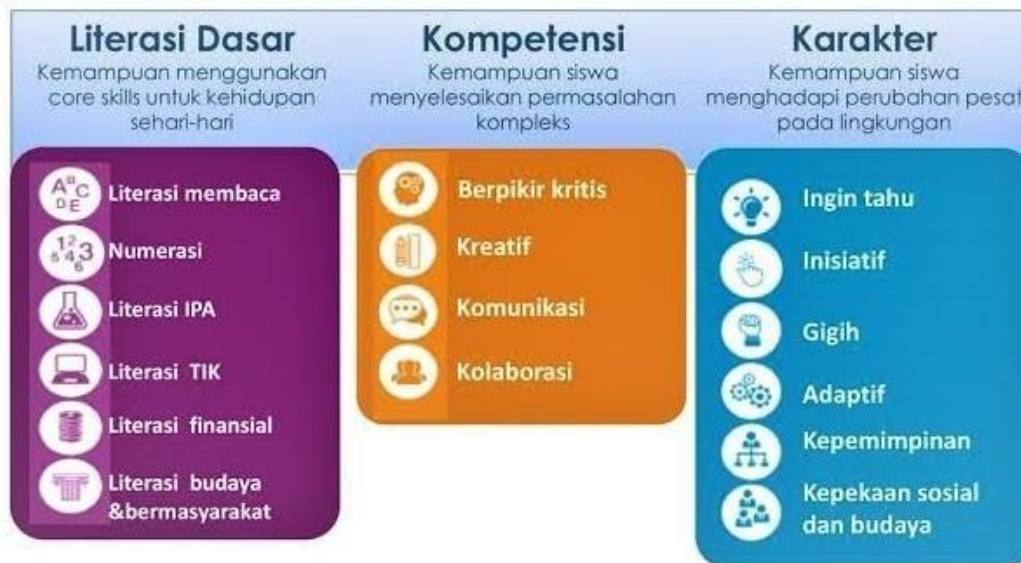 Literasi Dasar
Kemampuan menggunakan
core skills untuk kehidupan
sehari-hari
Literasi membaca
Numerasi
Literasi IPA
Literasi TIK
Literasi finansial
Literasi budaya
&bermasyarakat
Kompetensi
Kemampuan siswa
menyelesaikan permasalahan
kompleks
Berpikir kritis
Kreatif
Komunikasi
Kolaborasi
Karakter
Kemampuan siswa
menghadapi perubahan pesat
pada lingkungan
Ingin tahu
Inisiatif
Gigih
Adaptif
Kepemimpinan
Kepekaan sosial
dan budaya